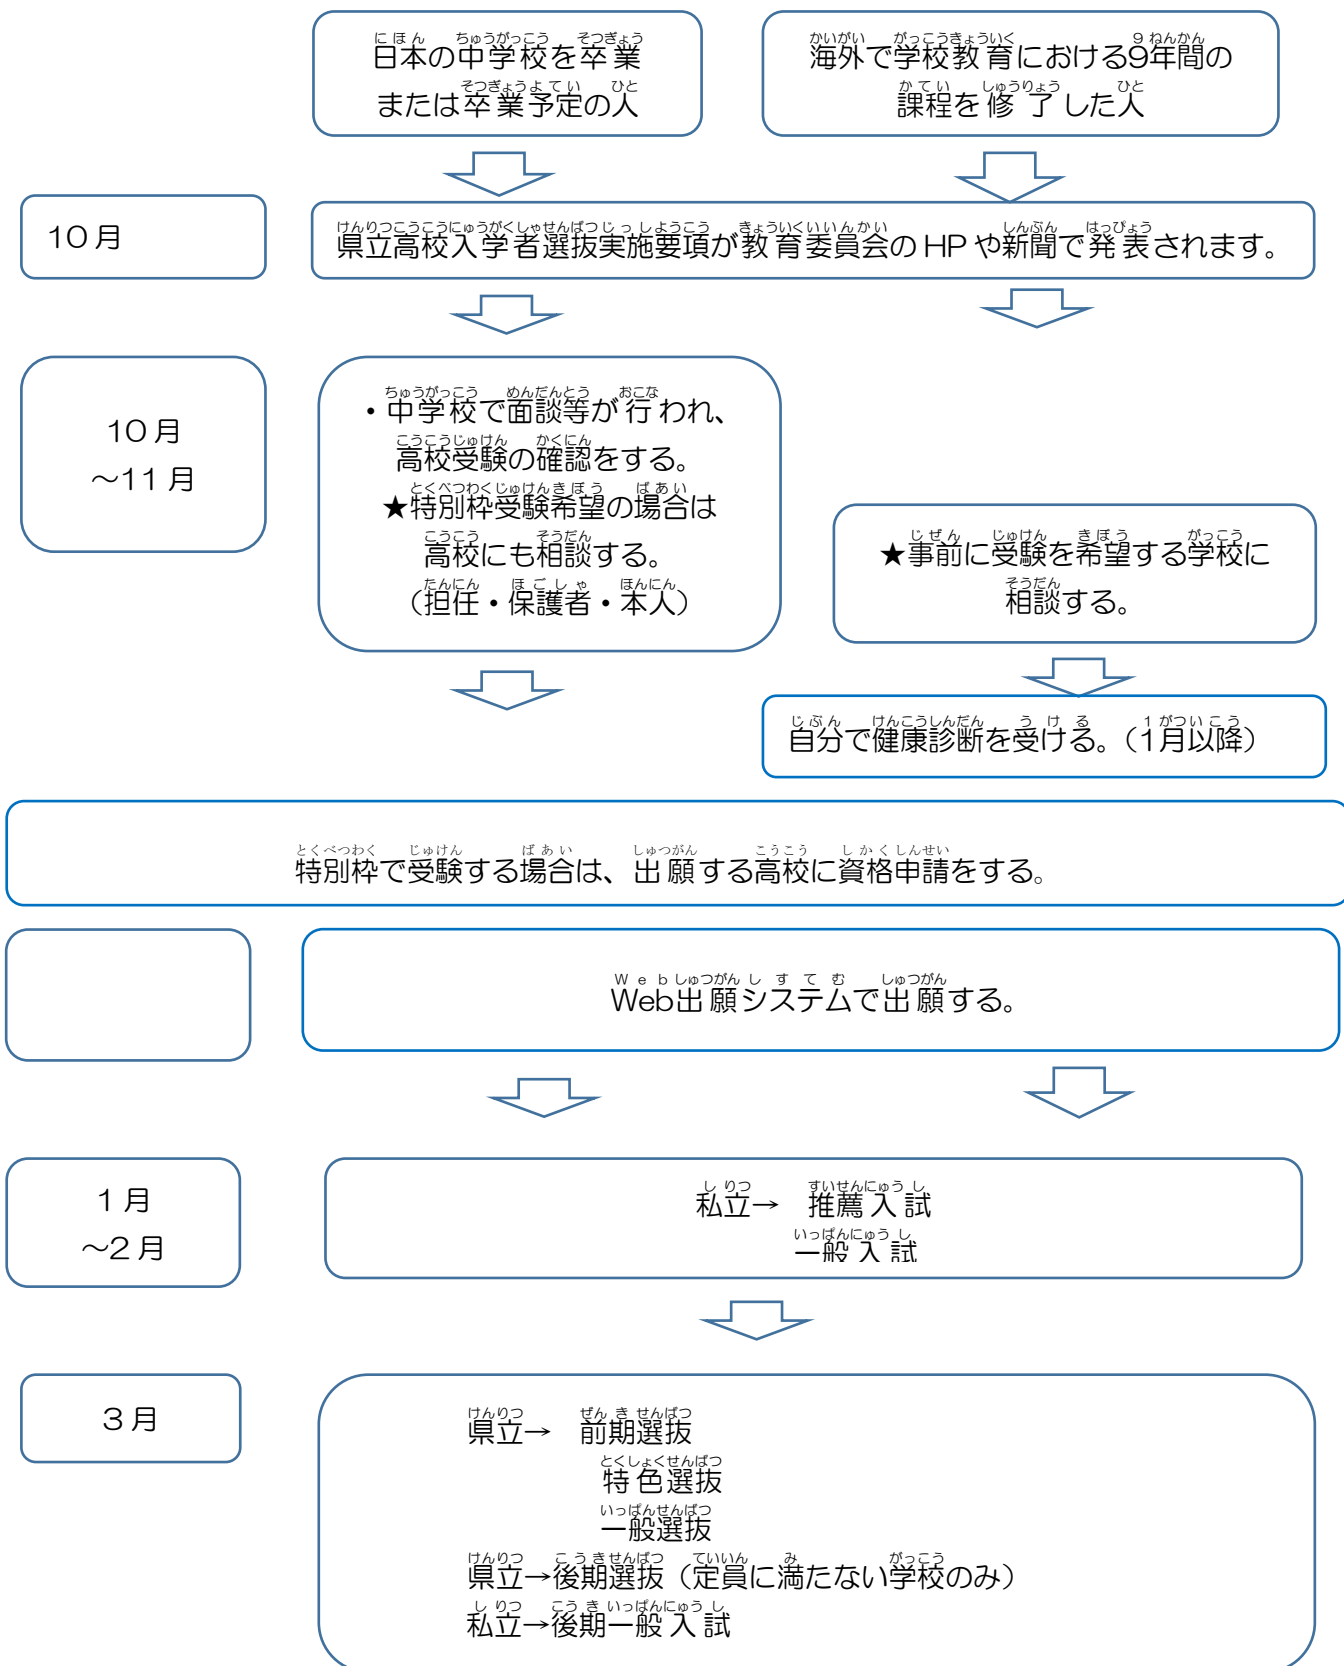 日本の中学校を卒業
または卒業予定の人
海外で学校教育における9年間の
課程を修了した人
10月
県立高校入学者選抜実施要項が教育委員会のHPや新聞で発表されます。
10月
～11月
・中学校で面談等が行われ、
高校受験の確認をする。
★特別枠受験希望の場合は
高校にも相談する。
（担任・保護者・本人）
★事前に受験を希望する学校に
相談する。
自分で健康診断を受ける。（1月以降）
特別枠で受験する場合は、出願する高校に資格申請をする。
Web出願システムで出願する。
1月
～2月
私立→ 推薦入試
一般入試
3月
県立→ 前期選抜
特色選抜
一般選抜
県立→後期選抜（定員に満たない学校のみ）
私立→後期一般入試